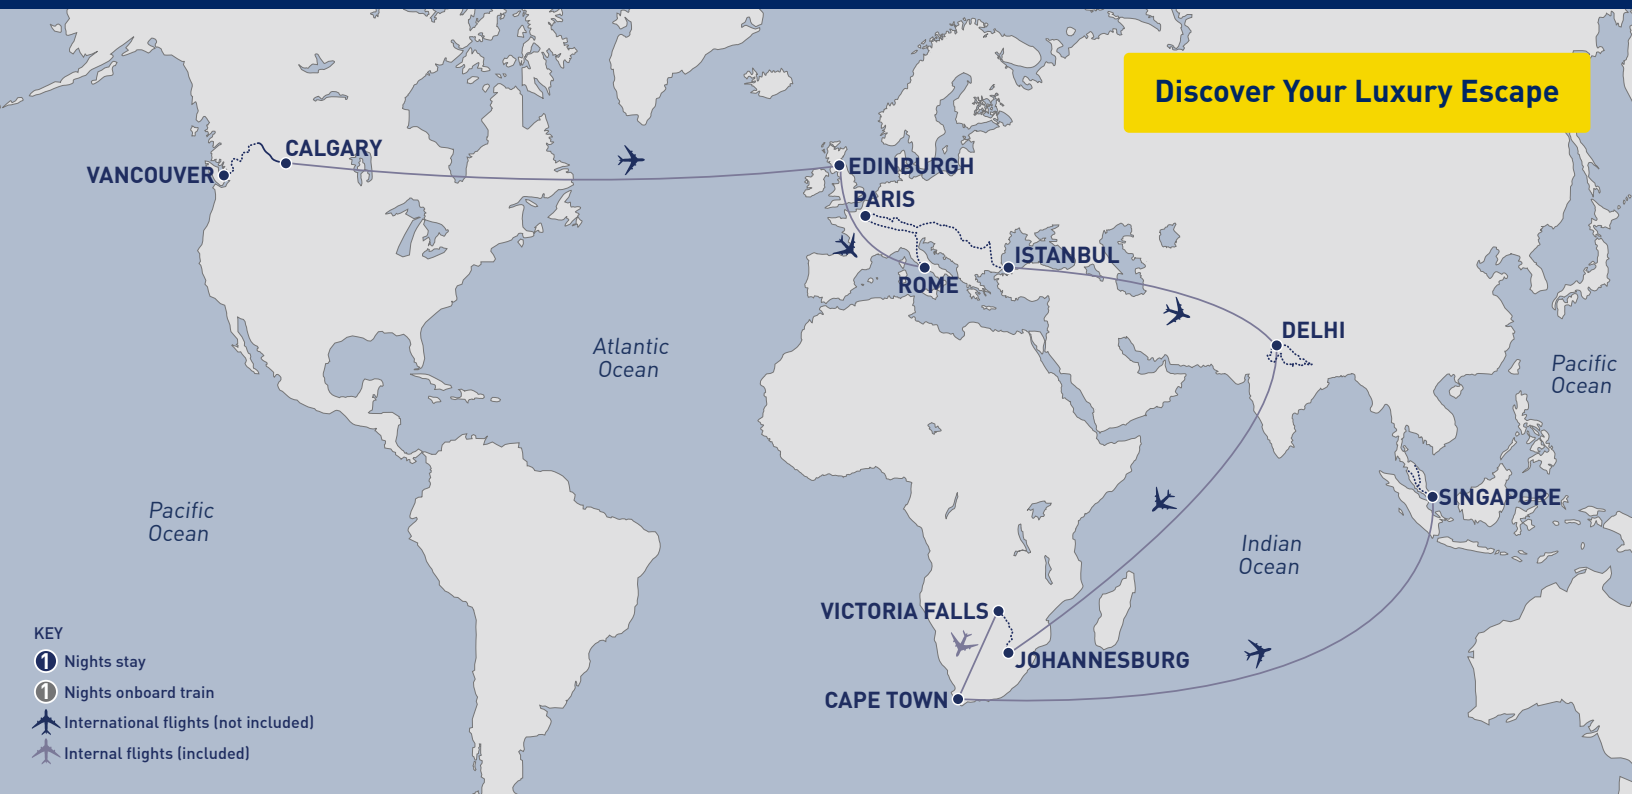 Discover Your Luxury Escape
CALGARY
VANCOUVER
EDINBURGH
PARIS
ISTANBUL
ROME
DELHI
Atlantic
Ocean
Pacific
Ocean
SINGAPORE
Pacific
Ocean
Indian
Ocean
VICTORIA FALLS
JOHANNESBURG
CAPE TOWN
KEY
1 Nights stay
1 Nights onboard train
International flights (not included)
Internal flights (included)